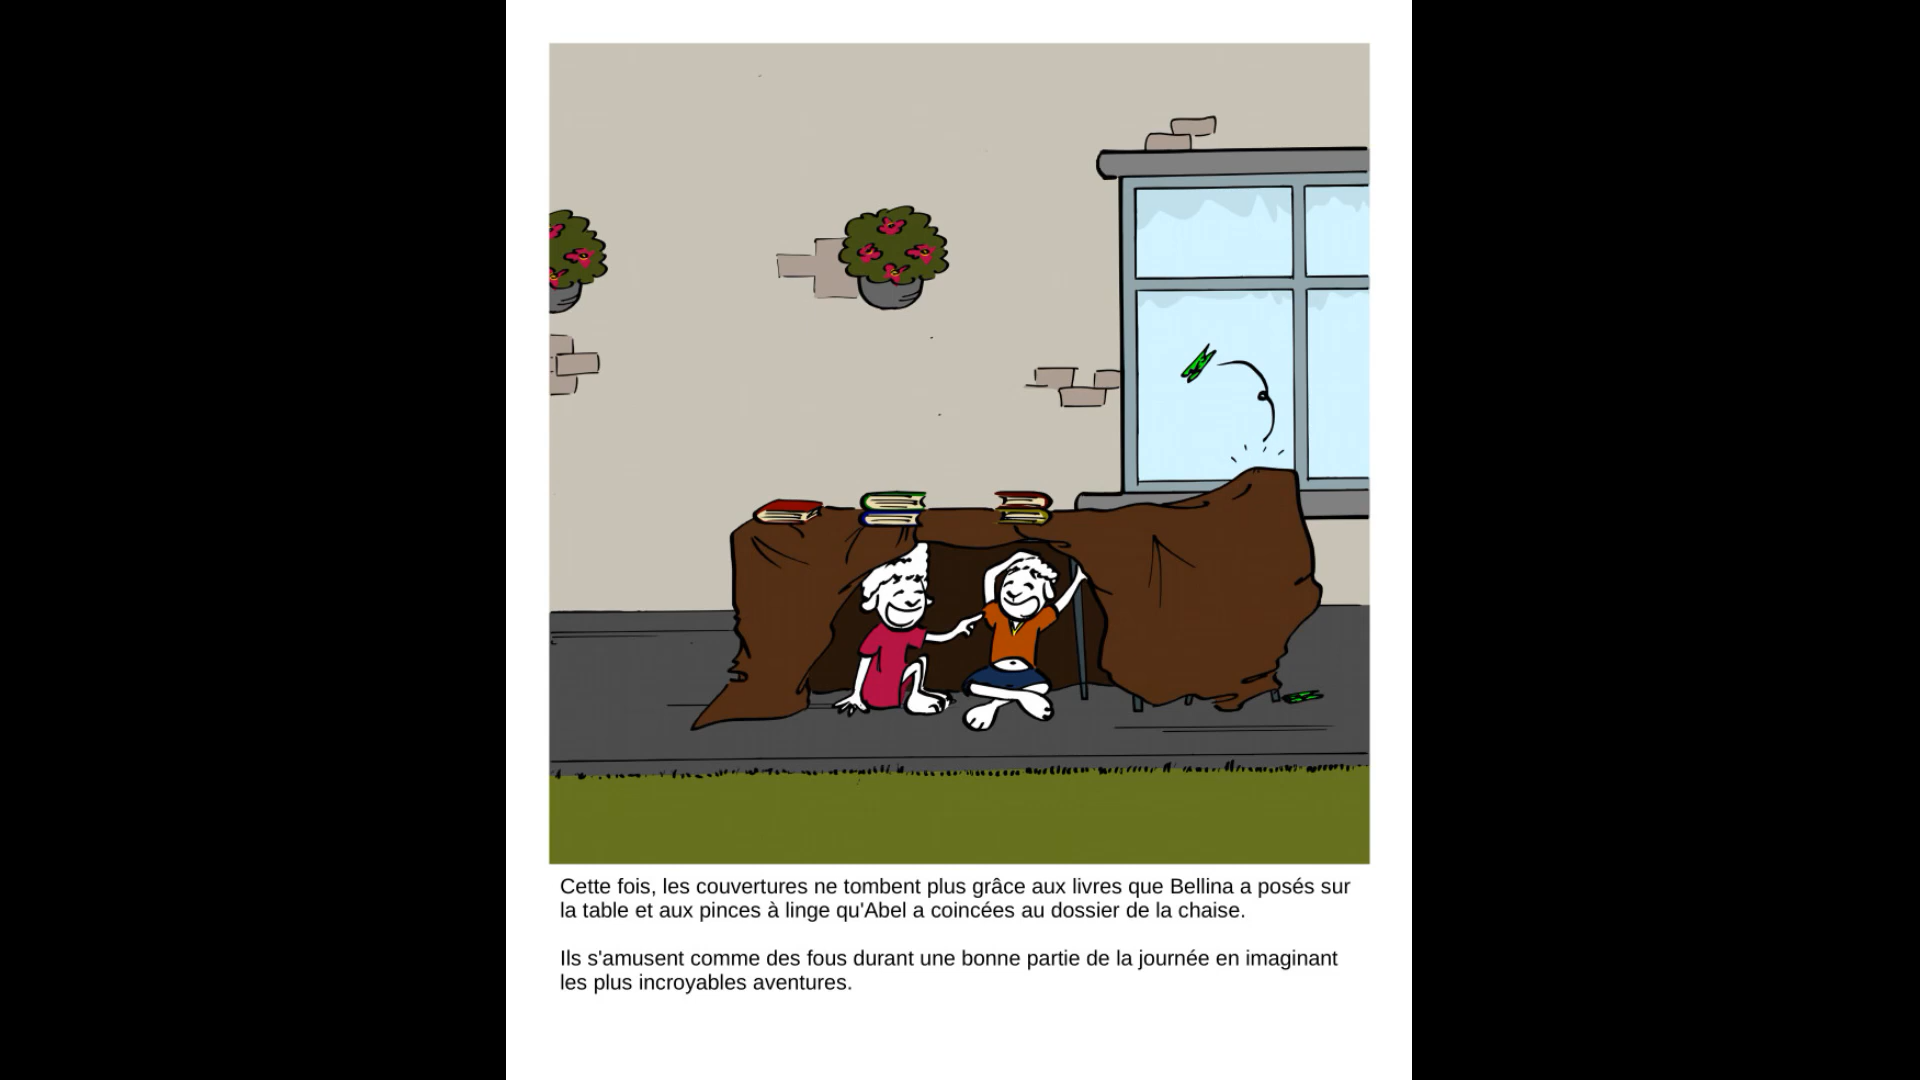 Cette fois, les couvertures ne tombent plus grâce aux livres que Bellina a posés sur
la table et aux pinces à linge qu'Abel a coincées au dossier de la chaise.
Ils s'amusent comme des fous durant une bonne partie de la journée en imaginant
les plus incroyables aventures.